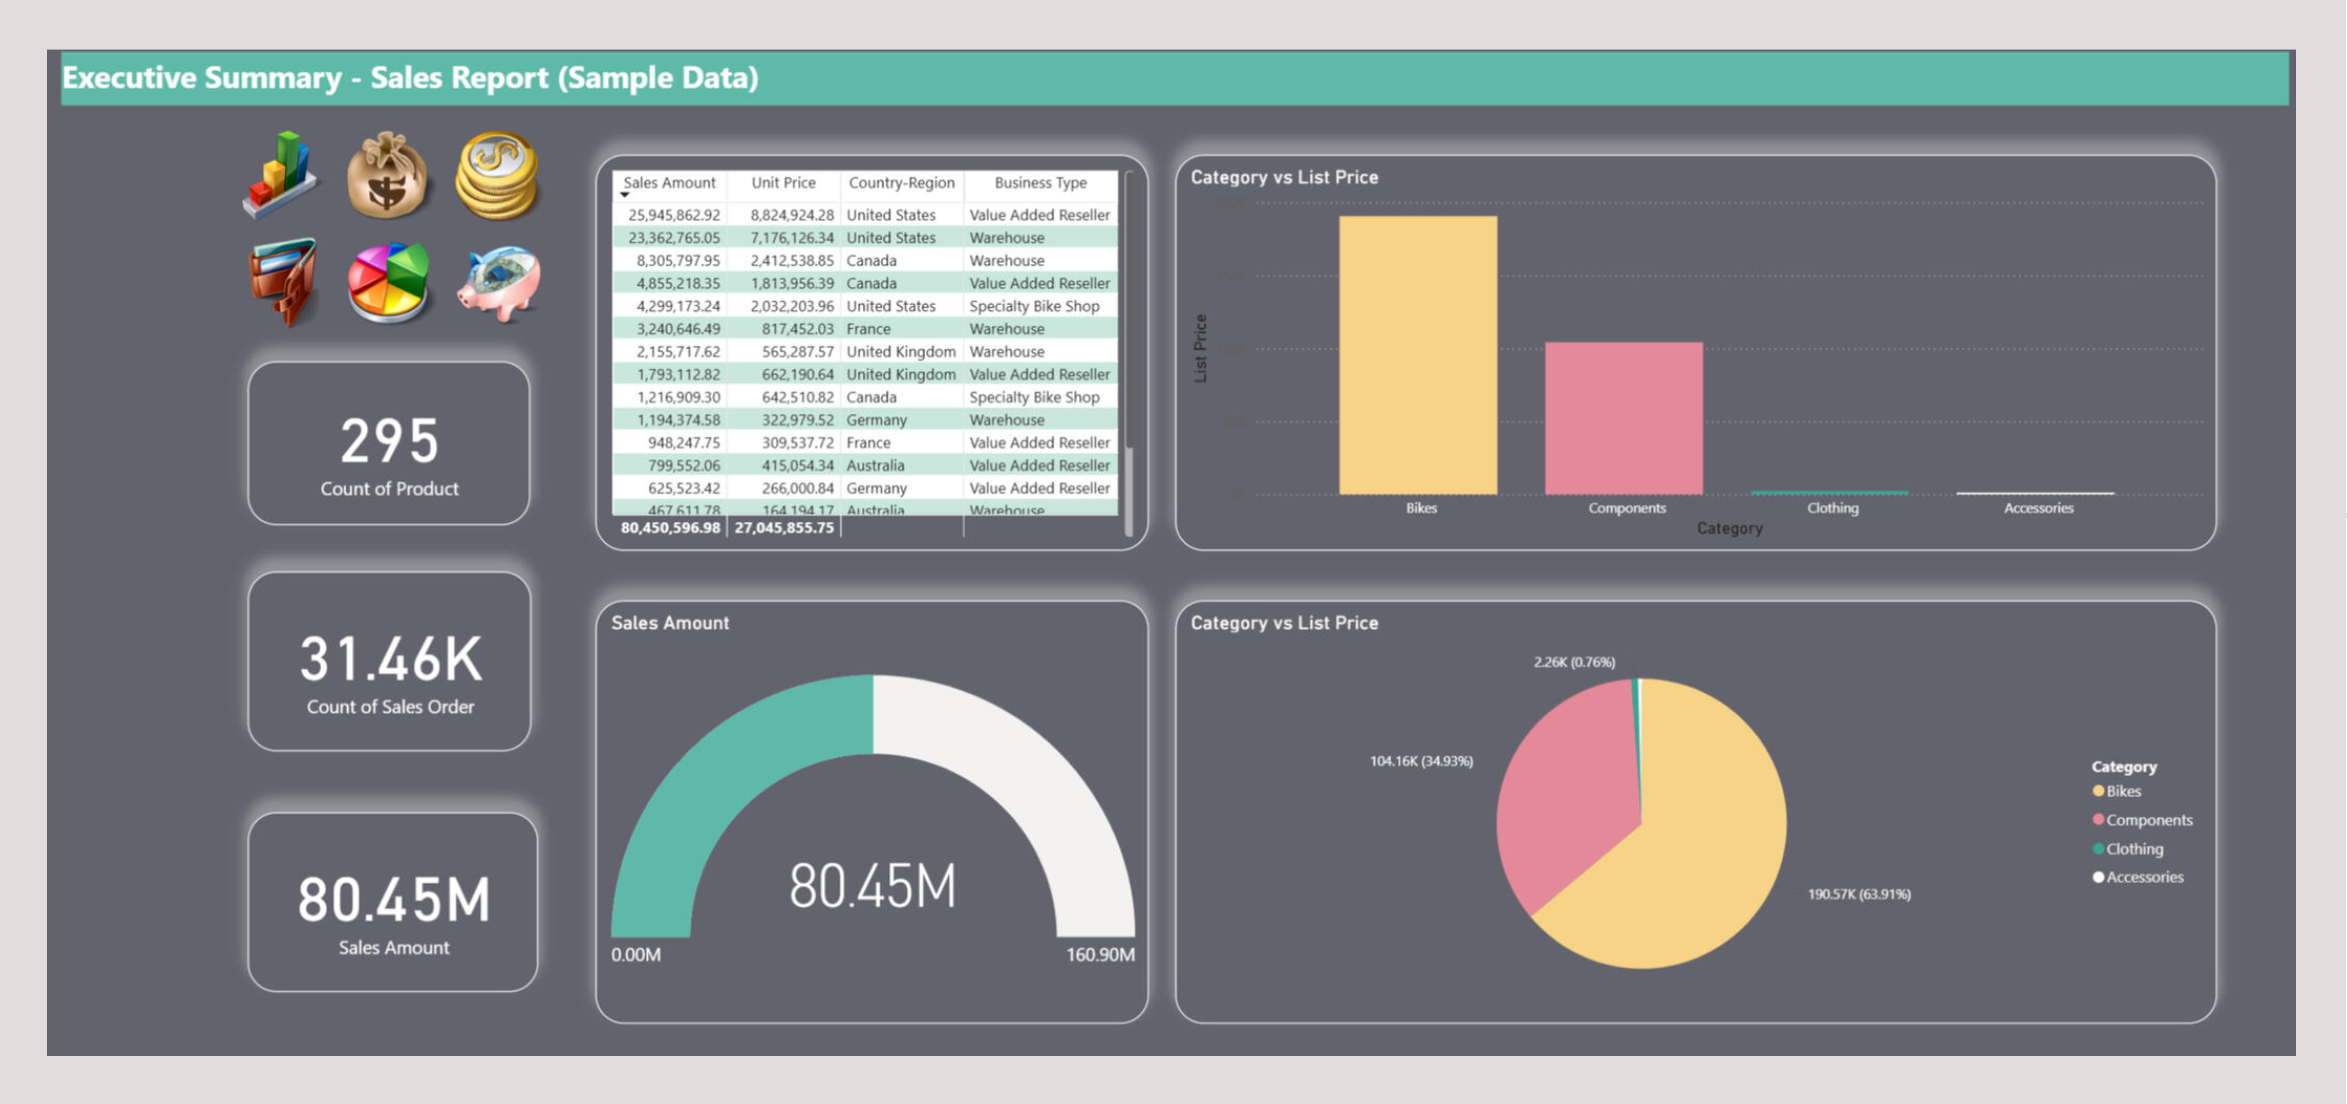 Executive Summary - Sales Report (Sample Data)
295
Count of Product
31.46K
Count of Sales Order
80.45M
Sales Amount
Sales Amount Unit Price Country-Region Business Type
25,945,862.92 8,824,924.28 United States Value Added Reseller
23,362,765.05 7,176,126.34 United States Warehouse
8,305,797.95 2,412,538.85 Canada Warehouse
4,855,218.35 1,813,956.39 Canada Value Added Reseller
4,299,173.24 2,032,203.96 United States Specialty Bike Shop
3,240,646.49 817,452.03 France Warehouse
2,155,717.62 565,287.57 United Kingdom Warehouse
1,793,112.82 662,190.64 United Kingdom Value Added Reseller
1,216,909.30 642,510.82 Canada Specialty Bike Shop
1,194,374.58 322,979.52 Germany Warehouse
948,247.75 309,537.72 France Value Added Reseller
799,552.06 415,054.34 Australia Value Added Reseller
625,523.42 266,000.84 Germany Value Added Reseller
467,611.78 164,194.17 Australia Warehouse
80,450,596.98 27,045,855.75
Category vs List Price
List Price
Bikes Components Clothing Accessories
Category
Sales Amount
80.45M
0.00M 160.90M
Category vs List Price
2.26K (0.76%)
104.16K (34.93%)
190.57K (63.91%)
Category
Bikes
Components
Clothing
Accessories